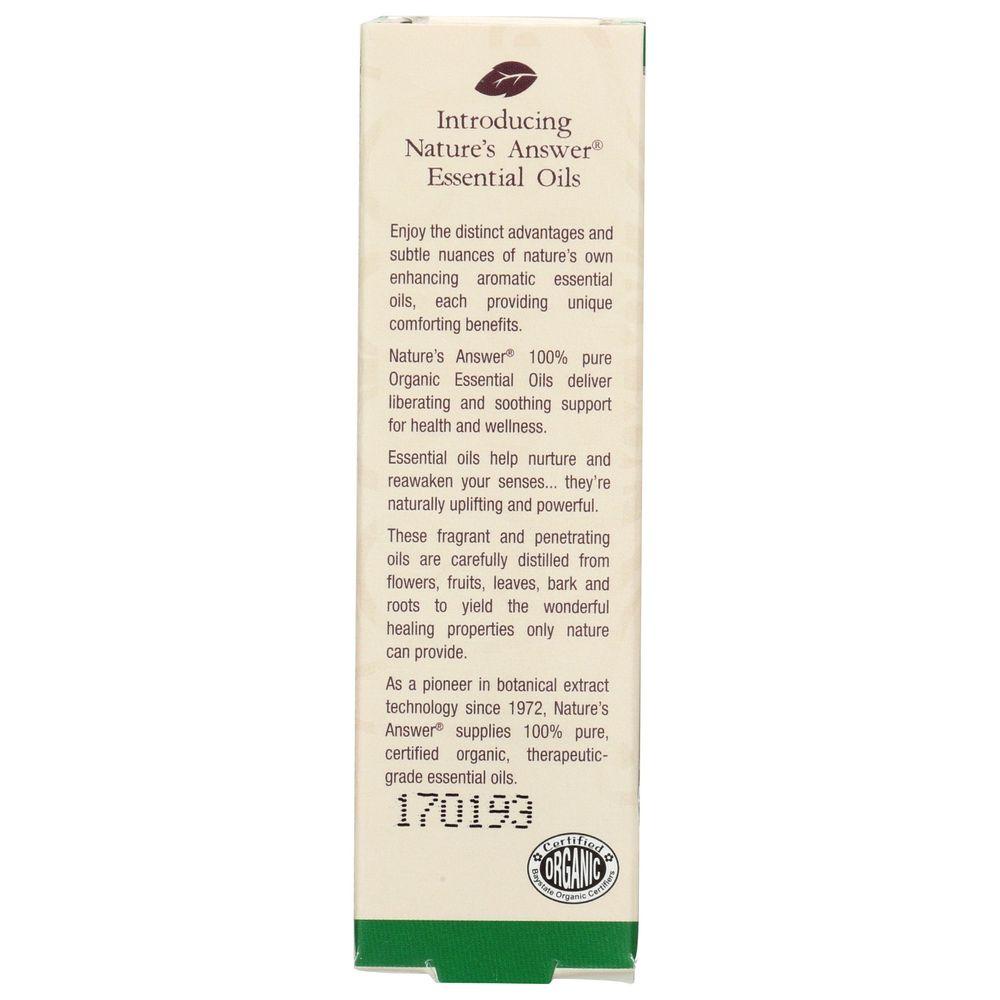 Introducing
Nature's Answer®
Essential Oils
Enjoy the distinct advantages and
subtle nuances of nature's own
enhancing aromatic essential
oils, each providing unique
comforting benefits.
Nature's Answer® 100% pure
Organic Essential Oils deliver
liberating and soothing support
for health and wellness.
Essential oils help nurture and
reawaken your senses... they're
naturally uplifting and powerful.
These fragrant and penetrating
oils are carefully distilled from
flowers, fruits, leaves, bark and
roots to yield the wonderful
healing properties only nature
can provide.
As a pioneer in botanical extract
technology since 1972, Nature's
Answer® supplies 100% pure,
certified organic, therapeutic-
grade essential oils.
170193
Certified
ORGANIC
Baystate Organic Certifiers